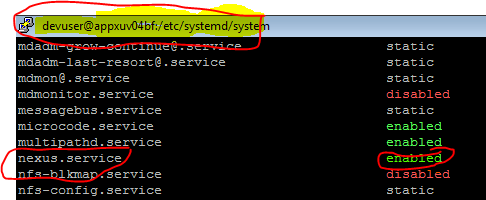 devuser@appxuv04bf:/etc/systemd/system
mdadm-grow-continue@.service static
mdadm-last-resort@.service static
mdmon@.service static
mdmonitor.service disabled
messagebus.service static
microcode.service enabled
multipathd.service enabled
nexus.service enabled
nfs-blkmap.service disabled
nfs-config.service static